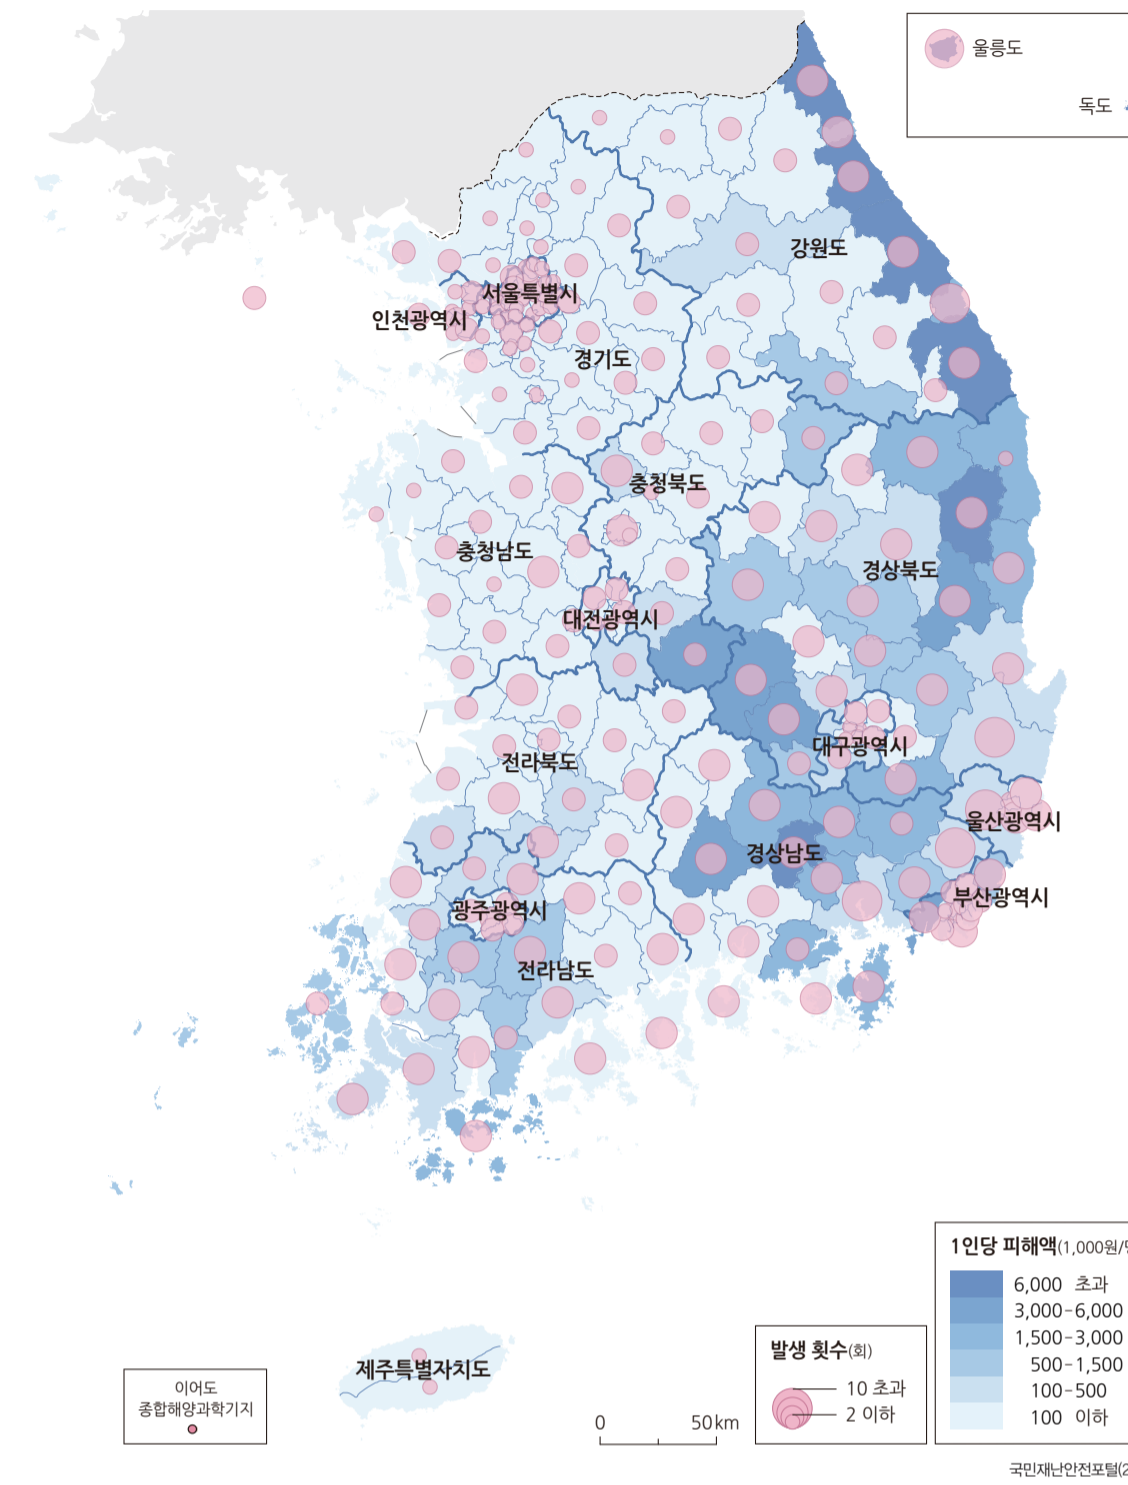 울릉도
독도
강원도
서울특별시
인천광역시
경기도
충청북도
충청남도
경상북도
대전광역시
대구광역시
전라북도
울산광역시
경상남도
부산광역시
광주광역시
전라남도
제주특별자치도
이어도
종합해양과학기지
0 50km
발생 횟수(회)
10 초과
2 이하
1인당 피해액(1,000원/
6,000 초과
3,000-6,000
1,500-3,000
500-1,500
100-500
100 이하
국민재난안전포털(2